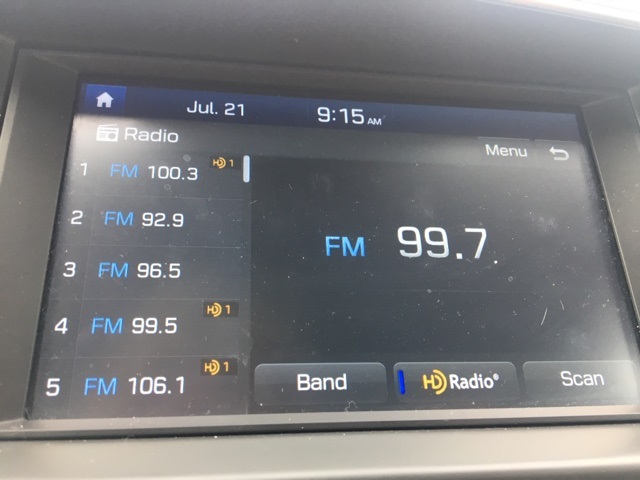 Jul. 21 9:15 AM
Radio
Menu
1 FM 100.3 HD 1
2 FM 92.9
3 FM 96.5
4 FM 99.5 HD 1
5 FM 106.1 HD 1
FM 99.7
Band HD Radio® Scan